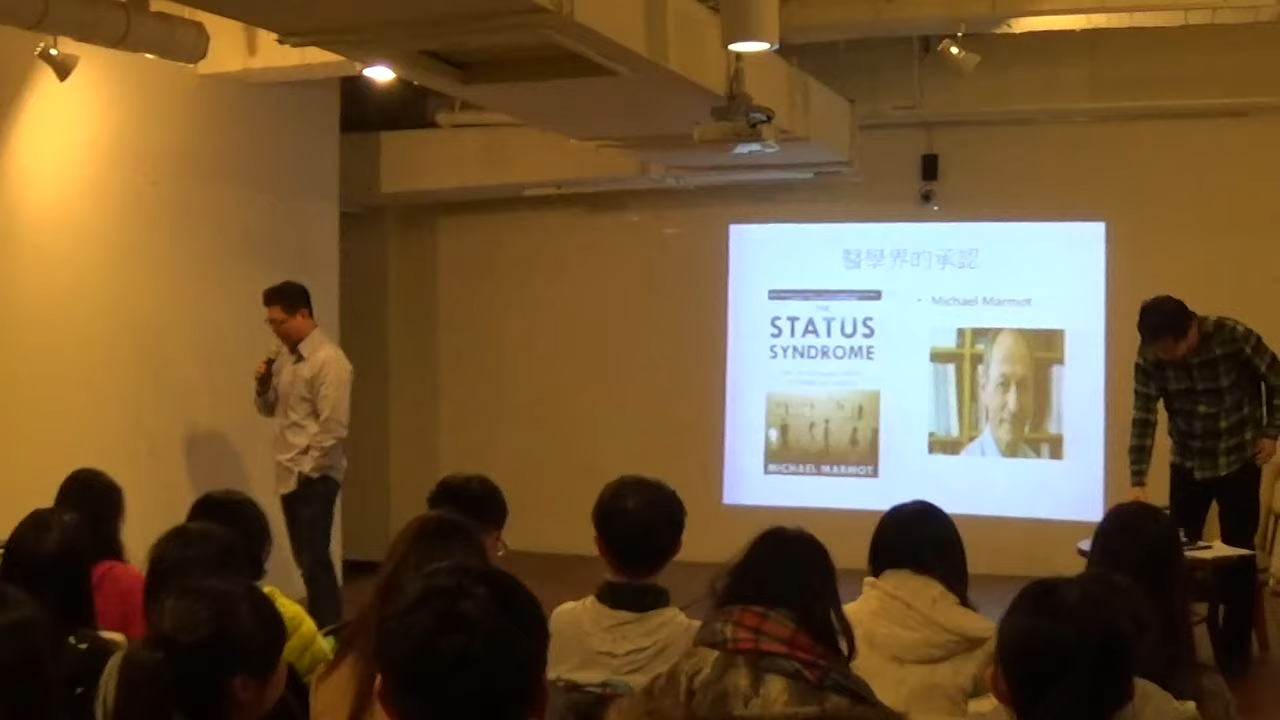 醫學界的承認
THE
STATUS
SYNDROME
MICHAEL MARMOT
• Michael Marmot